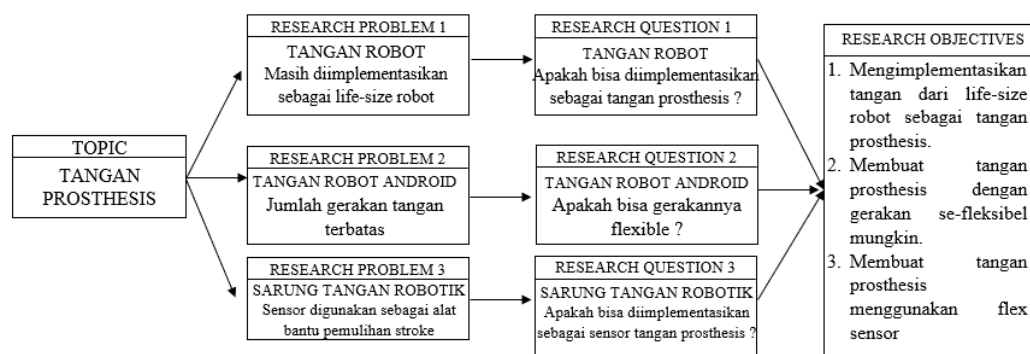 TOPIC
TANGAN
PROSTHESIS
RESEARCH PROBLEM 1
TANGAN ROBOT
Masih diimplementasikan
sebagai life-size robot
RESEARCH QUESTION 1
TANGAN ROBOT
Apakah bisa diimplementasikan
sebagai tangan prosthesis ?
RESEARCH PROBLEM 2
TANGAN ROBOT ANDROID
Jumlah gerakan tangan
terbatas
RESEARCH QUESTION 2
TANGAN ROBOT ANDROID
Apakah bisa gerakannya
flexible ?
RESEARCH PROBLEM 3
SARUNG TANGAN ROBOTIK
Sensor digunakan sebagai alat
bantu pemulihan stroke
RESEARCH QUESTION 3
SARUNG TANGAN ROBOTIK
Apakah bisa diimplementasikan
sebagai sensor tangan prosthesis ?
RESEARCH OBJECTIVES
1. Mengimplementasikan
tangan dari life-size
robot sebagai tangan
prosthesis.
2. Membuat tangan
prosthesis dengan
gerakan se-fleksibel
mungkin.
3. Membuat tangan
prosthesis
menggunakan flex
sensor